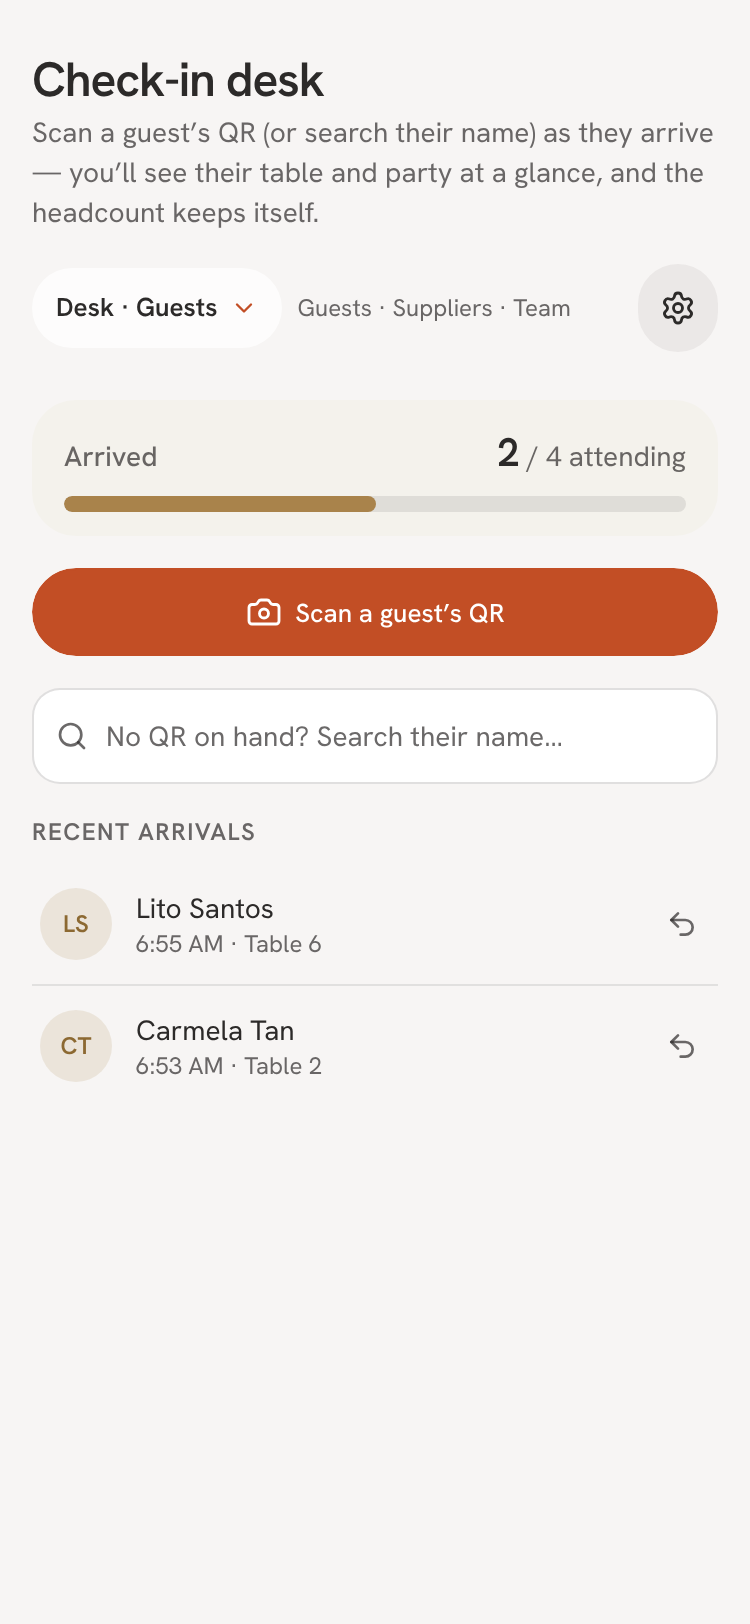 Check-in desk
Scan a guest’s QR (or search their name) as they arrive
— you’ll see their table and party at a glance, and the
headcount keeps itself.
Desk · Guests
Guests · Suppliers · Team
Arrived
2 / 4 attending
Scan a guest’s QR
No QR on hand? Search their name...
RECENT ARRIVALS
LS
Lito Santos
6:55 AM · Table 6
CT
Carmela Tan
6:53 AM · Table 2